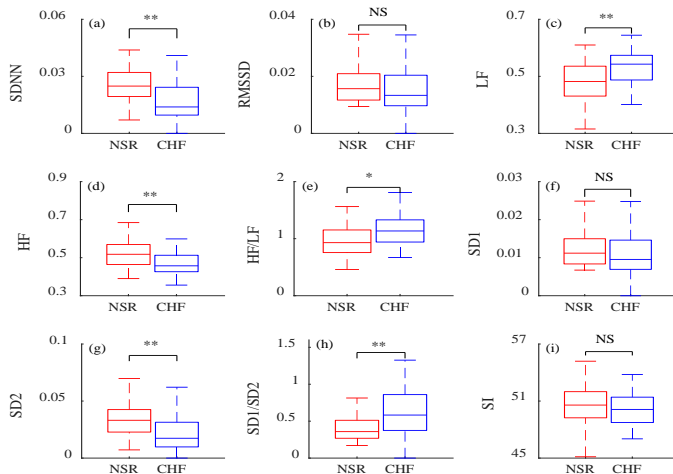 (a) ** SDNN 0.06 0.03 0 NSR CHF
(b) NS RMSSD 0.04 0.02 0 NSR CHF
(c) ** LF 0.7 0.5 0.3 NSR CHF
(d) ** HF 0.9 0.7 0.5 0.3 NSR CHF
(e) * HF/LF 2 1 0 NSR CHF
(f) NS SD1 0.03 0.02 0.01 0 NSR CHF
(g) ** SD2 0.1 0.05 0 NSR CHF
(h) ** SD1/SD2 1.5 1 0.5 0 NSR CHF
(i) NS SI 57 51 45 NSR CHF